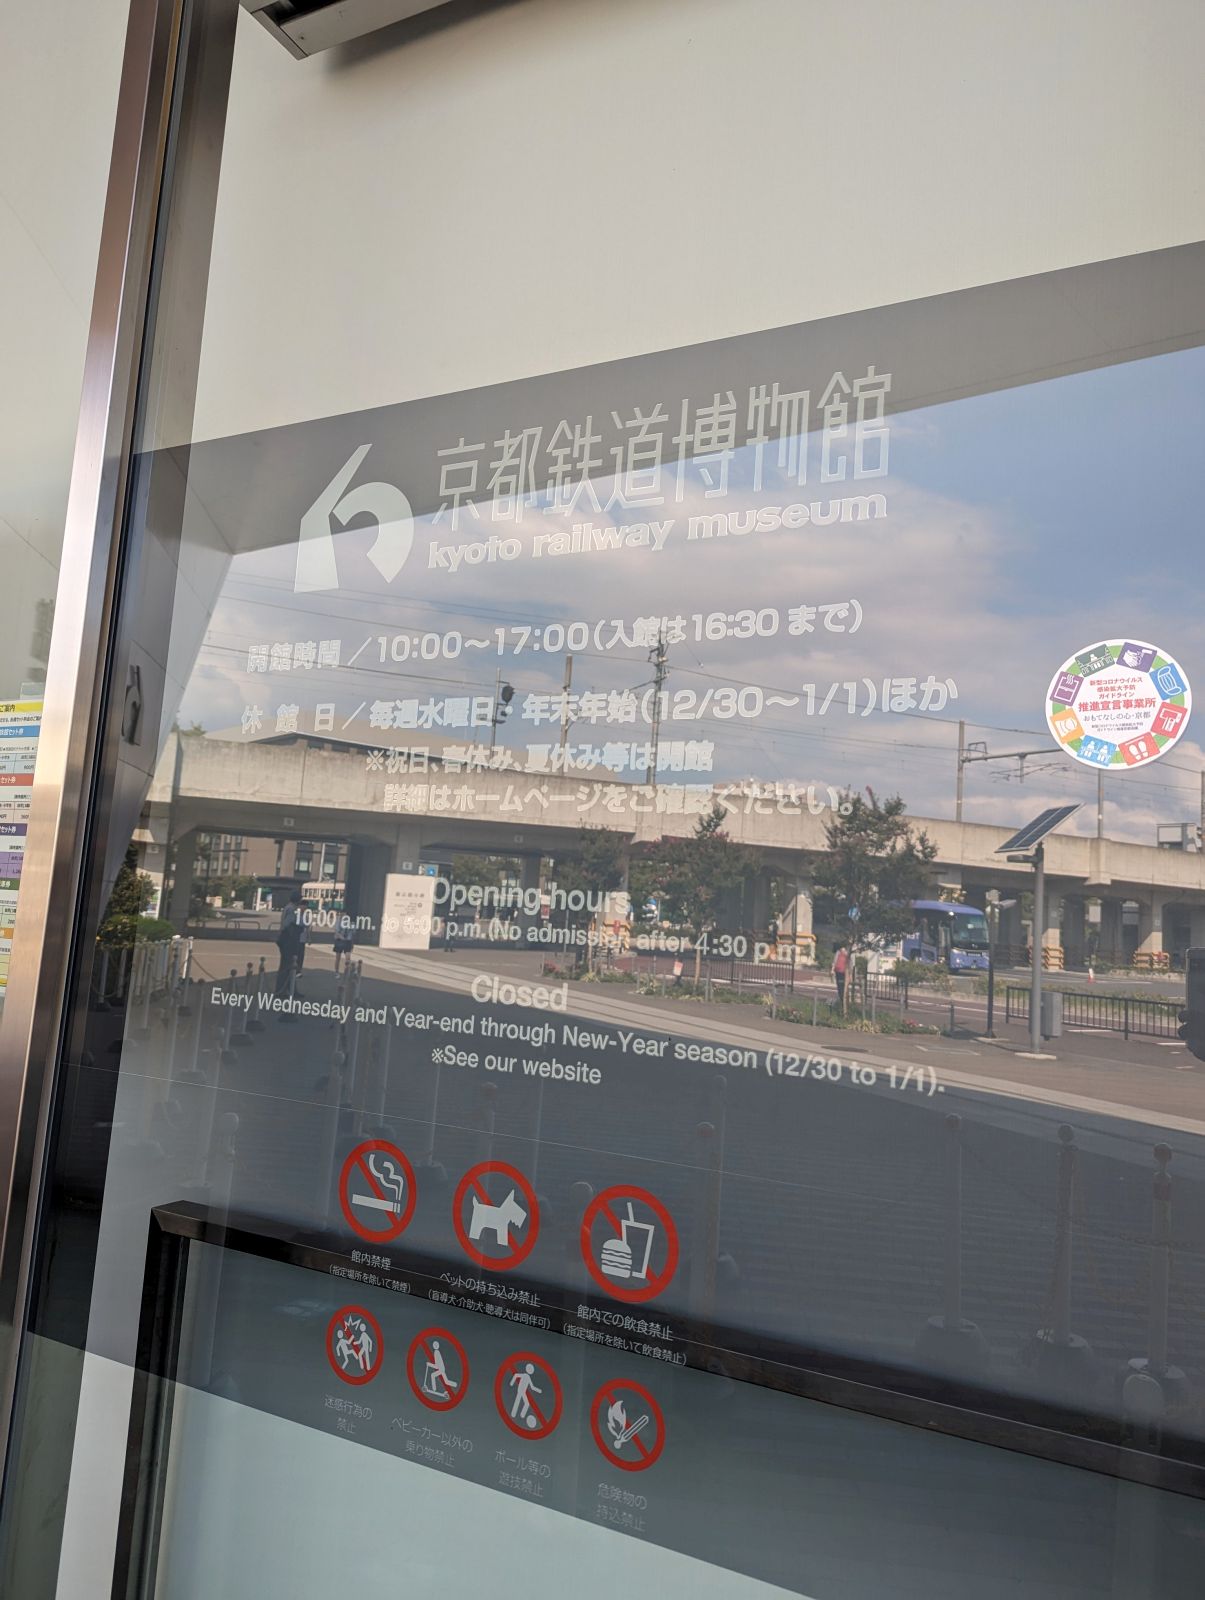 京都鉄道博物館
kyoto railway museum
開館時間／10:00～17:00(入館は16:30 まで)
休 館 日／毎週水曜日・年末年始(12/30～1/1)ほか
※祝日、春休み、夏休み等は開館
詳細はホームページをご確認ください。
Opening hours
10:00 a.m. to 5:00 p.m.(No admission after 4:30 p.m.)
Closed
Every Wednesday and Year-end through New-Year season (12/30 to 1/1).
※See our website
新型コロナウイルス
感染拡大予防
ガイドライン
推進宣言事業所
おもてなしの心・京都
館内禁煙
(指定場所を除いて禁煙)
ペットの持ち込み禁止
(盲導犬・介助犬・聴導犬は同伴可)
館内での飲食禁止
(指定場所を除いて飲食禁止)
迷惑行為の
禁止
ベビーカー以外の
乗り物禁止
ボール等の
遊技禁止
危険物の
持込禁止